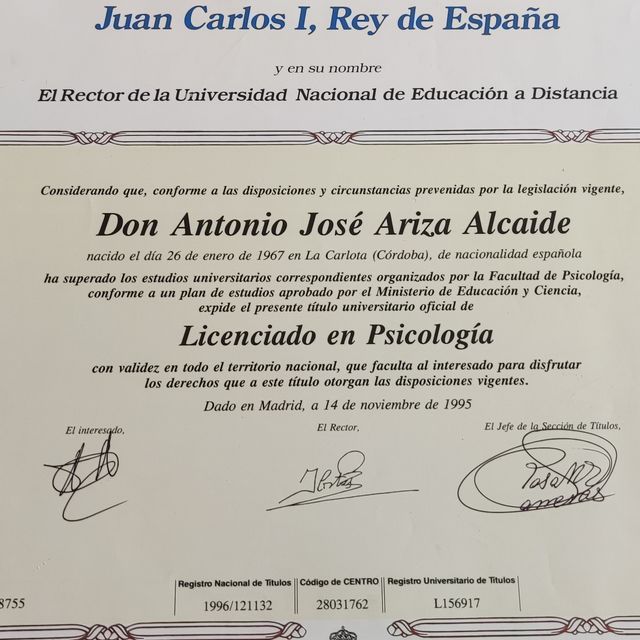 Juan Carlos I, Rey de España
y en su nombre
El Rector de la Universidad Nacional de Educación a Distancia
Considerando que, conforme a las disposiciones y circunstancias prevenidas por la legislación vigente,
Don Antonio José Ariza Alcaide
nacido el día 26 de enero de 1967 en La Carlota (Córdoba), de nacionalidad española
ha superado los estudios universitarios correspondientes organizados por la Facultad de Psicología,
conforme a un plan de estudios aprobado por el Ministerio de Educación y Ciencia,
expide el presente título universitario oficial de
Licenciado en Psicología
con validez en todo el territorio nacional, que faculta al interesado para disfrutar
los derechos que a este título otorgan las disposiciones vigentes.
Dado en Madrid, a 14 de noviembre de 1995
El interesado, El Rector, El Jefe de la Sección de Títulos,
Registro Nacional de Títulos Código de CENTRO Registro Universitario de Títulos
8755 1996/121132 28031762 L156917